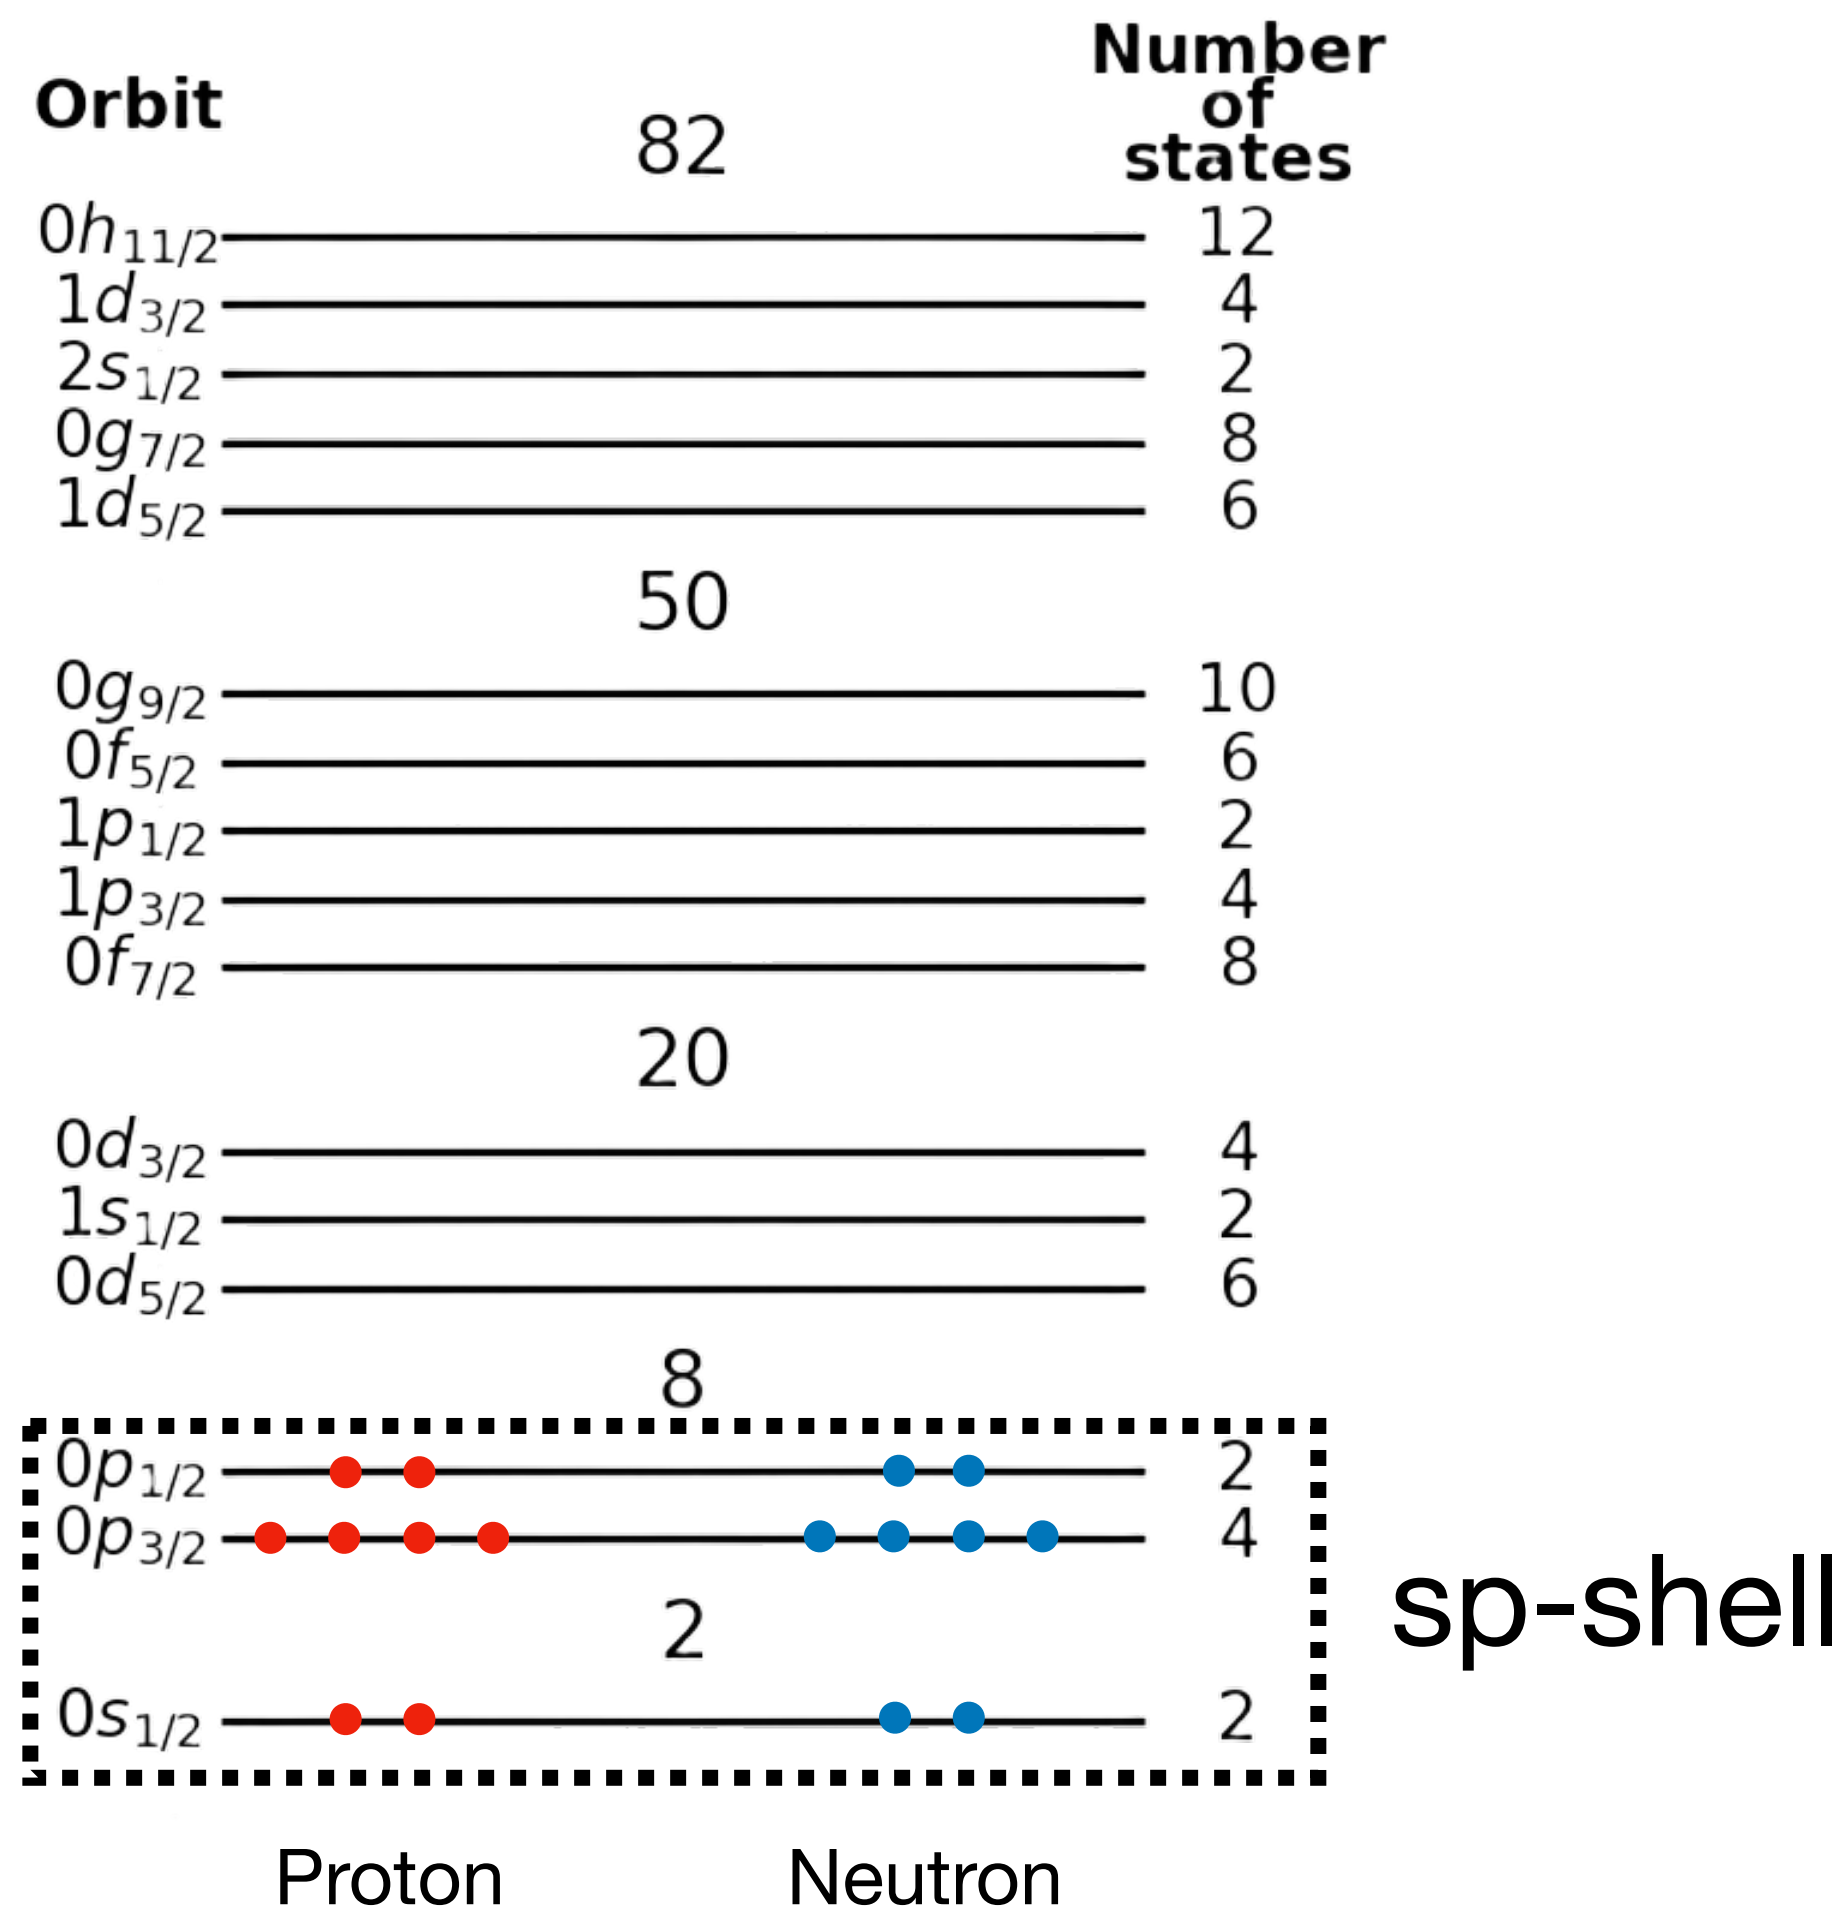 Number
of
states
Orbit
82
0h11/2 12
1d3/2 4
2s1/2 2
0g7/2 8
1d5/2 6
50
0g9/2 10
0f5/2 6
1p1/2 2
1p3/2 4
0f7/2 8
20
0d3/2 4
1s1/2 2
0d5/2 6
8
0p1/2 2
0p3/2 4
2
sp-shell
0s1/2 2
Proton Neutron